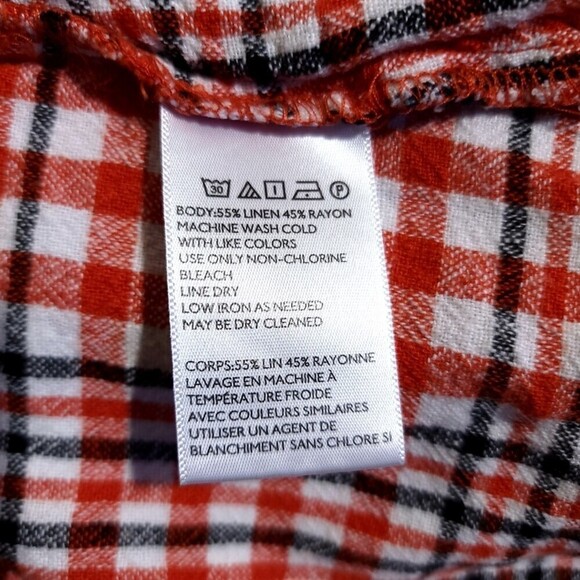 30 P
BODY:55% LINEN 45% RAYON
MACHINE WASH COLD
WITH LIKE COLORS
USE ONLY NON-CHLORINE
BLEACH
LINE DRY
LOW IRON AS NEEDED
MAY BE DRY CLEANED
CORPS:55% LIN 45% RAYONNE
LAVAGE EN MACHINE À
TEMPÉRATURE FROIDE
AVEC COULEURS SIMILAIRES
UTILISER UN AGENT DE
BLANCHIMENT SANS CHLORE SI